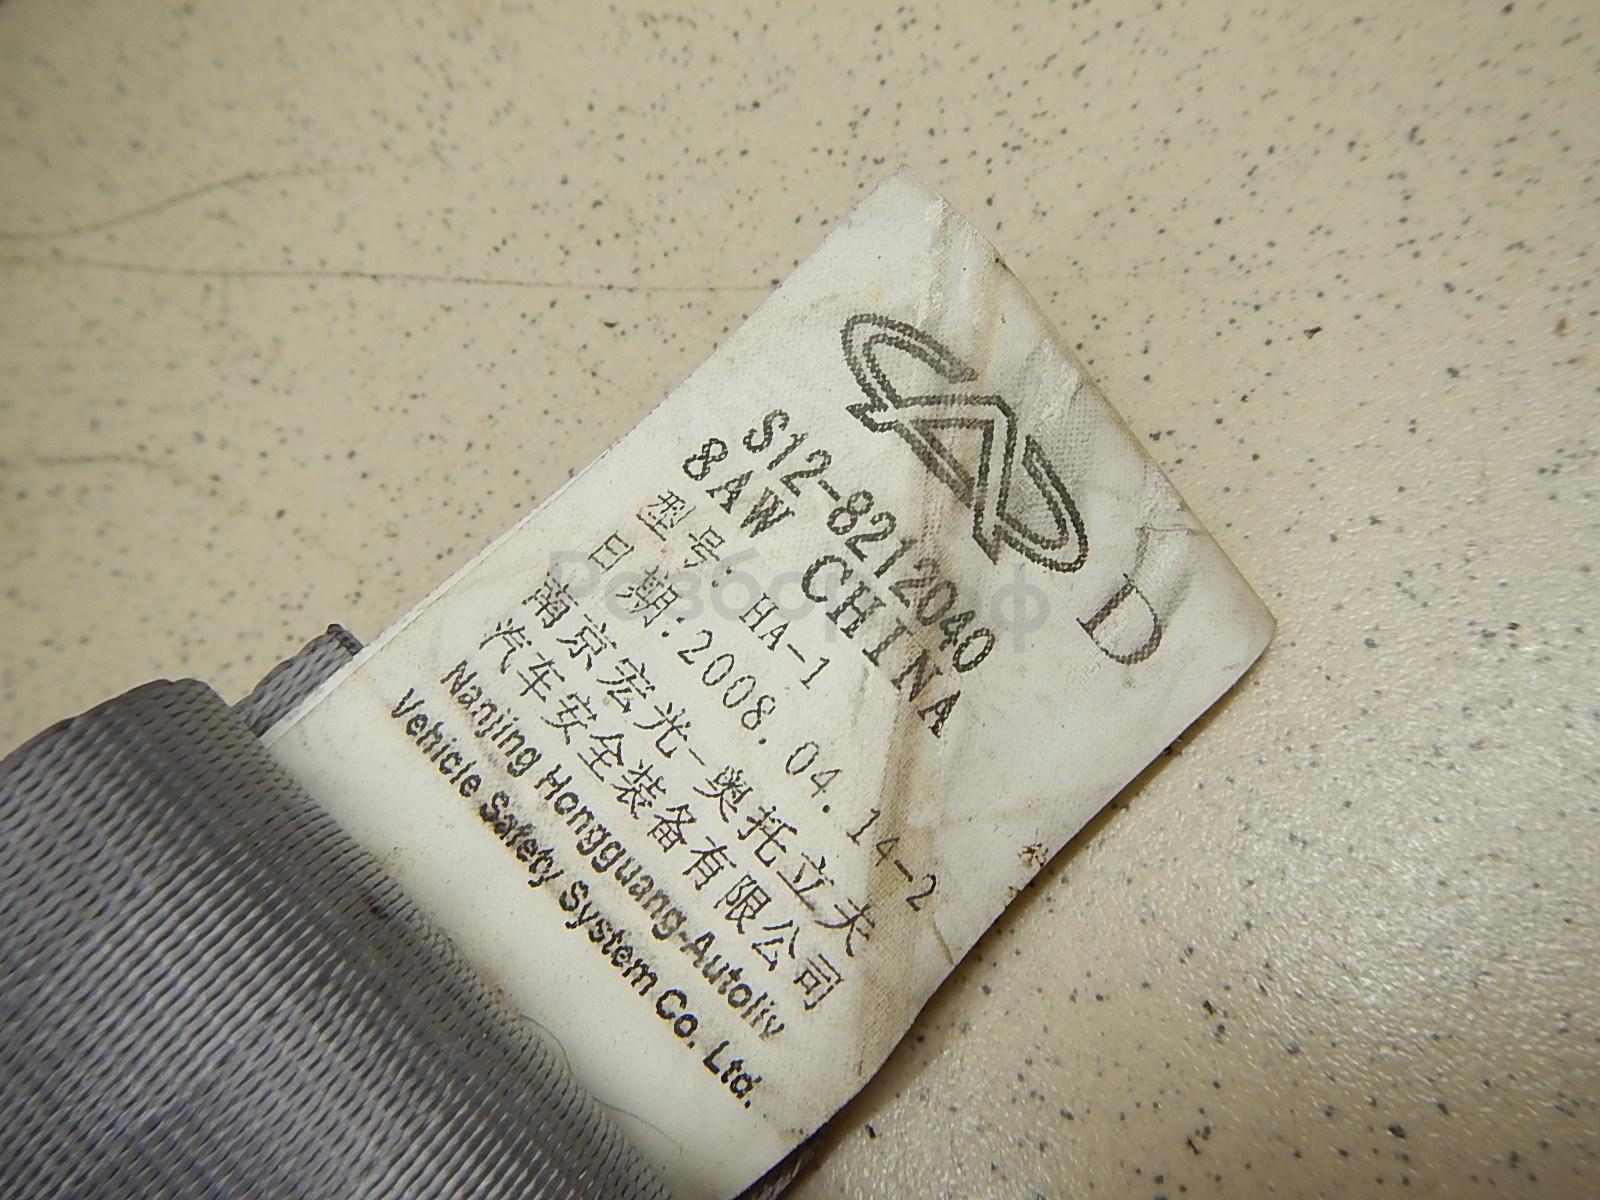 D
S12-8212040
8AW CHINA
型号: HA-1
日期: 2008. 04. 14-2
南京宏光-奥托立夫
汽车安全装备有限公司
Nanjing Hongguang-Autoliv
Vehicle Safety System Co. Ltd.
Разбор.рф